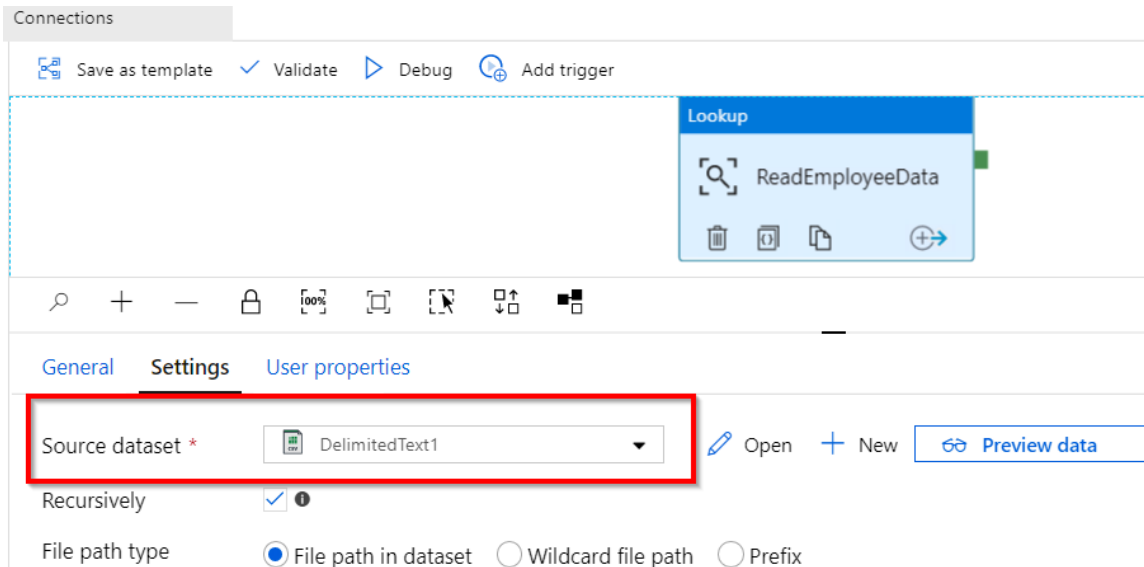 Connections
Save as template Validate Debug Add trigger
Lookup
ReadEmployeeData
100%
General Settings User properties
Source dataset * DelimitedText1 Open New Preview data
Recursively
File path type File path in dataset Wildcard file path Prefix